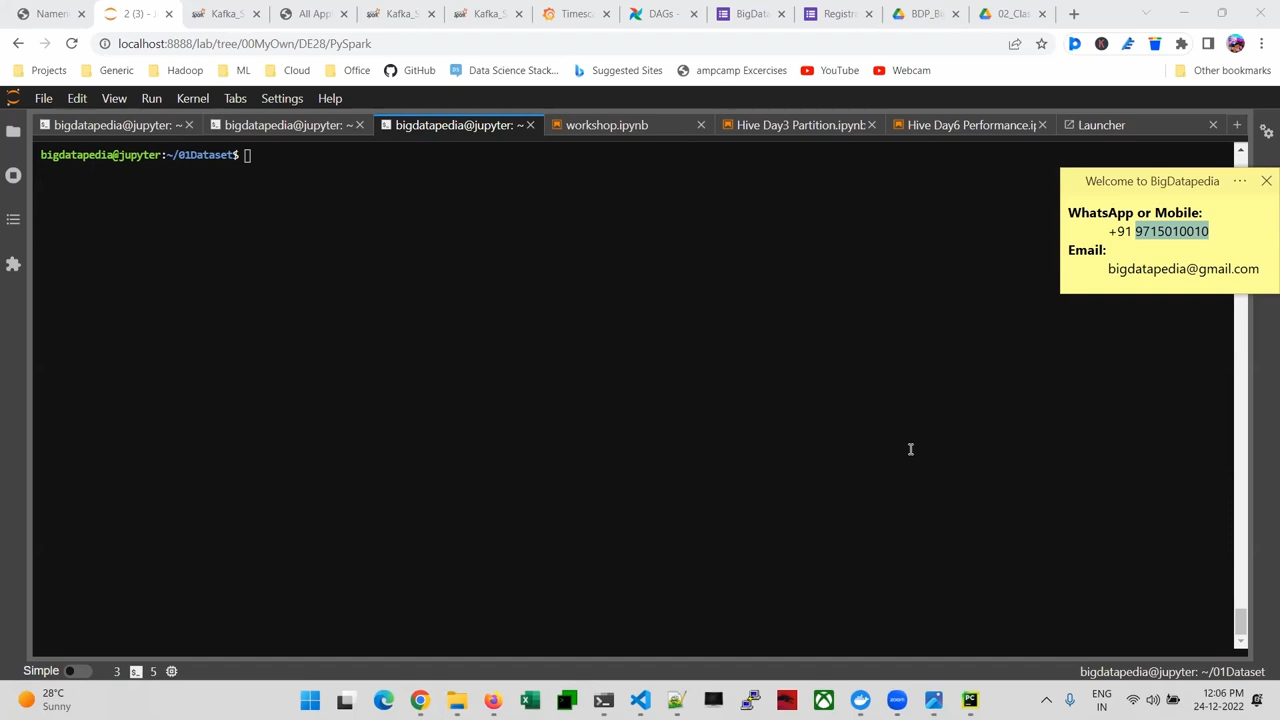 Namen
2 (3) - J
Kafka_S
All App
Kafka_S
Kafka_S
Timesc
DAGs -
BigData
Registra
BDP_Bi
02_Clas
localhost:8888/lab/tree/00MyOwn/DE28/PySpark
Projects
Generic
Hadoop
ML
Cloud
Office
GitHub
Data Science Stack...
Suggested Sites
ampcamp Excercises
YouTube
Webcam
Other bookmarks
File Edit View Run Kernel Tabs Settings Help
bigdatapedia@jupyter: ~
bigdatapedia@jupyter: ~
bigdatapedia@jupyter: ~
workshop.ipynb
Hive Day3 Partition.ipynb
Hive Day6 Performance.ip
Launcher
bigdatapedia@jupyter:~/01Dataset$
Welcome to BigDatapedia
WhatsApp or Mobile:
+91 9715010010
Email:
bigdatapedia@gmail.com
Simple
3
5
bigdatapedia@jupyter: ~/01Dataset
28°C
Sunny
ENG
IN
12:06 PM
24-12-2022